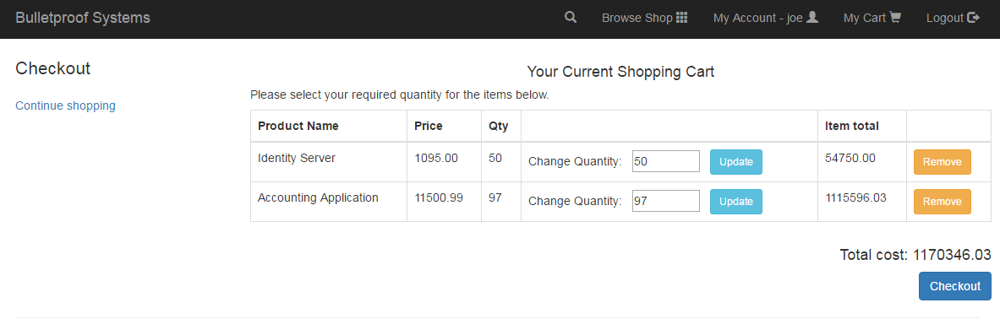 Bulletproof Systems Browse Shop My Account - joe My Cart Logout
Checkout
Continue shopping
Your Current Shopping Cart
Please select your required quantity for the items below.
Product Name Price Qty Item total
Identity Server 1095.00 50 Change Quantity: 50 Update 54750.00 Remove
Accounting Application 11500.99 97 Change Quantity: 97 Update 1115596.03 Remove
Total cost: 1170346.03
Checkout